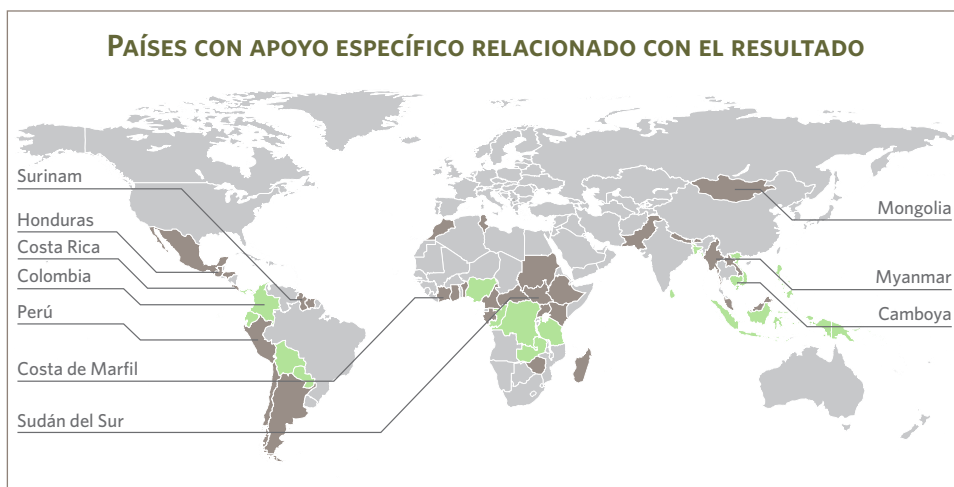 PAÍSES CON APOYO ESPECÍFICO RELACIONADO CON EL RESULTADO
Surinam
Honduras
Costa Rica
Colombia
Perú
Costa de Marfil
Sudán del Sur
Mongolia
Myanmar
Camboya